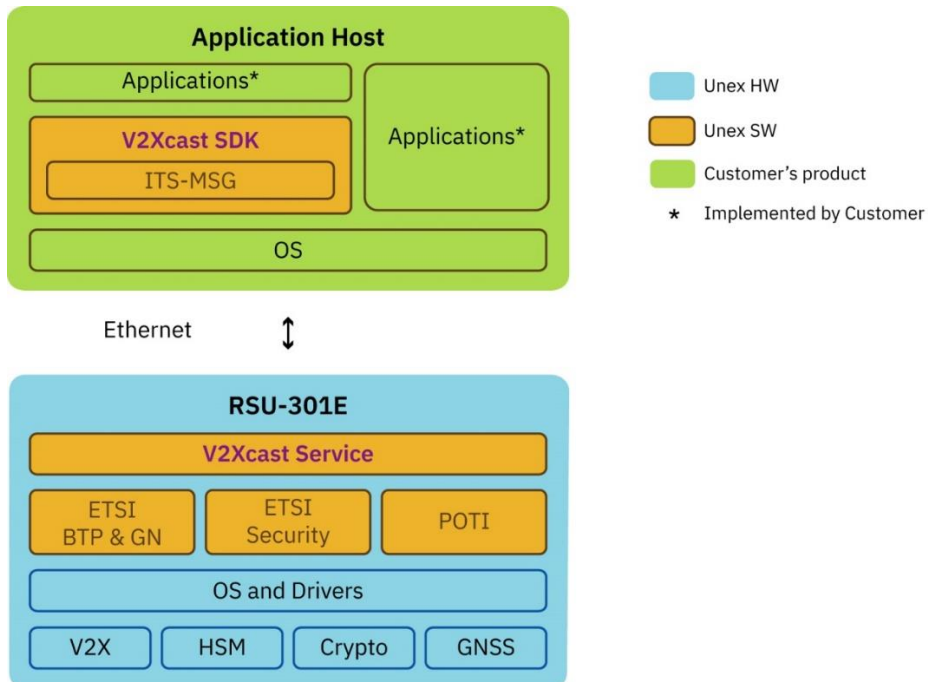 Application Host
Applications*
V2Xcast SDK
ITS-MSG
Applications*
OS
Unex HW
Unex SW
Customer’s product
* Implemented by Customer
Ethernet
RSU-301E
V2Xcast Service
ETSI
BTP & GN
ETSI
Security
POTI
OS and Drivers
V2X
HSM
Crypto
GNSS